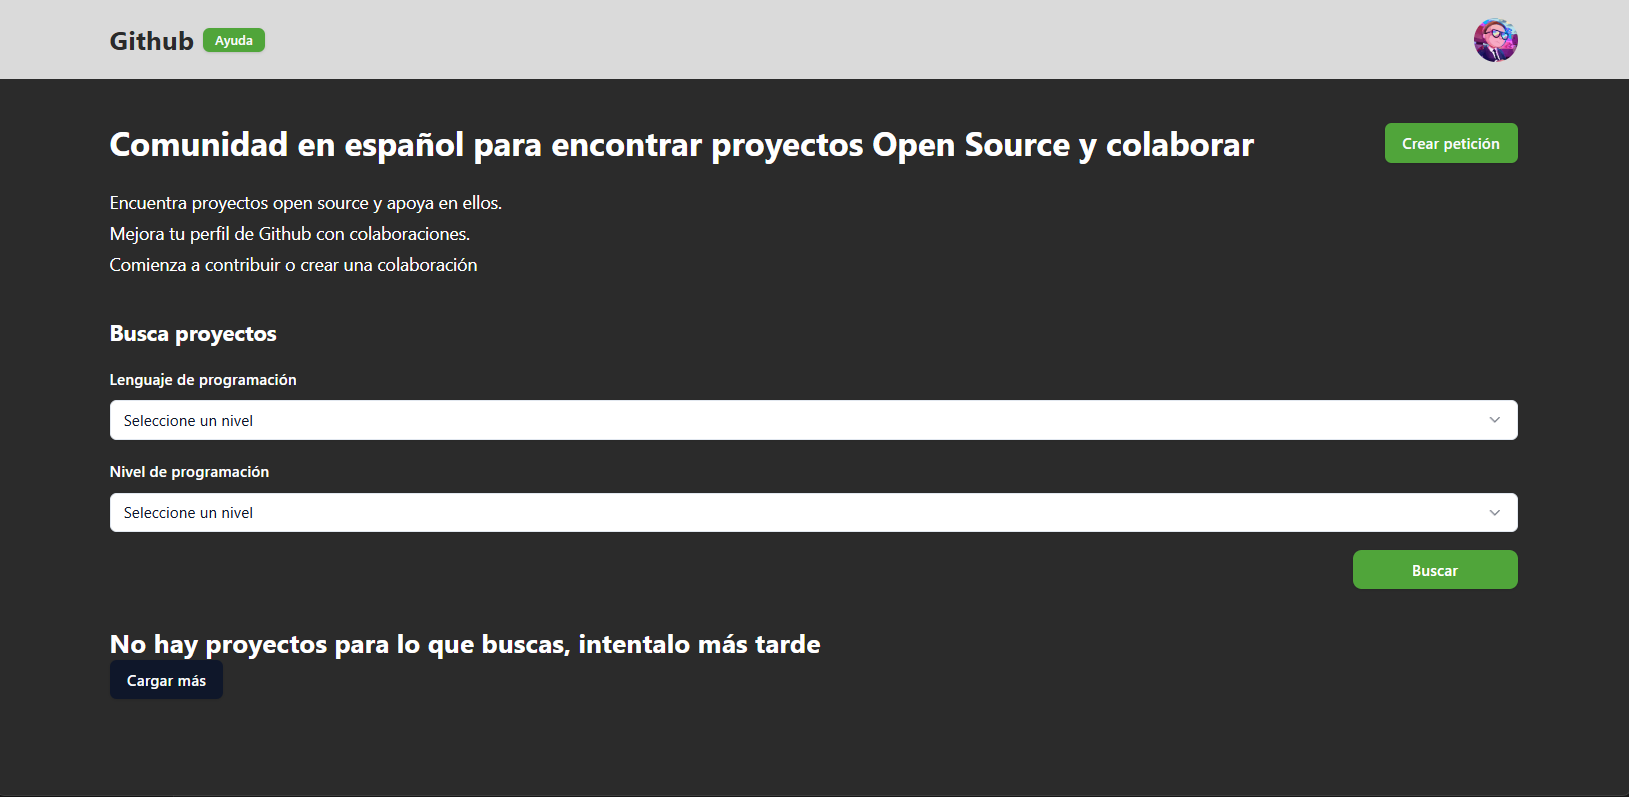 Github Ayuda
Comunidad en español para encontrar proyectos Open Source y colaborar
Crear petición
Encuentra proyectos open source y apoya en ellos.
Mejora tu perfil de Github con colaboraciones.
Comienza a contribuir o crear una colaboración
Busca proyectos
Lenguaje de programación
Seleccione un nivel
Nivel de programación
Seleccione un nivel
Buscar
No hay proyectos para lo que buscas, intentalo más tarde
Cargar más